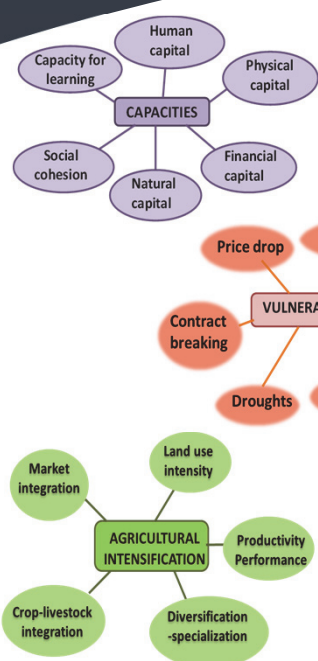 Human
capital
Capacity for
learning
Physical
capital
CAPACITIES
Social
cohesion
Financial
capital
Natural
capital
Price drop
Contract
breaking
Droughts
Land use
intensity
Market
integration
AGRICULTURAL
INTENSIFICATION
Productivity
Performance
Crop-livestock
integration
Diversification
-specialization